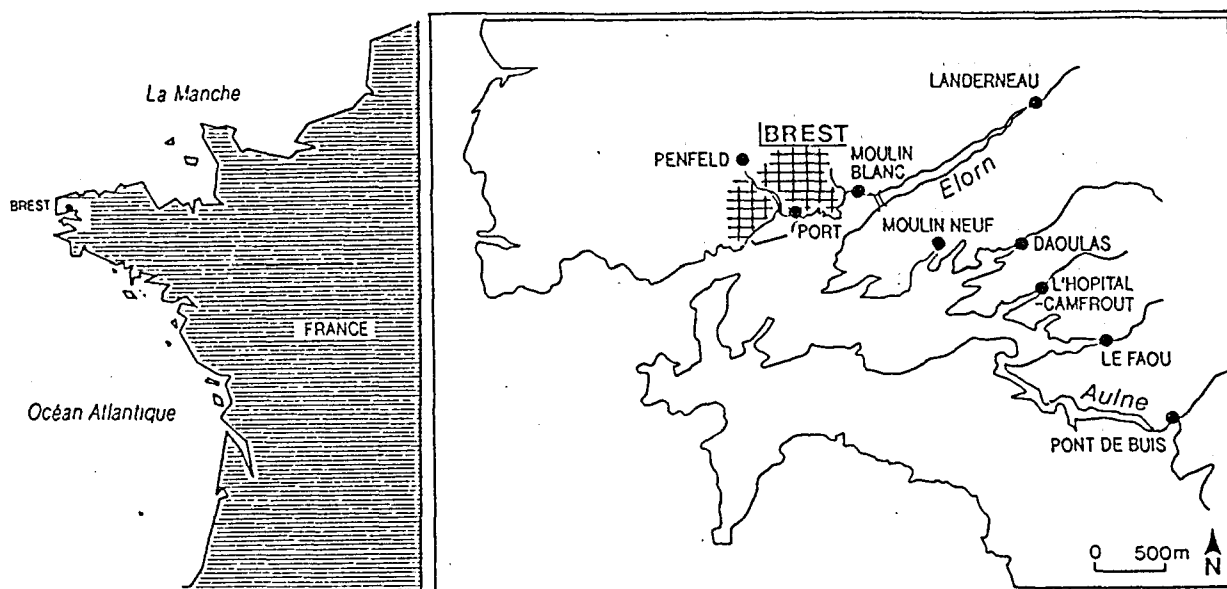 La Manche
BREST
FRANCE
Océan Atlantique
LANDERNEAU
BREST
PENFELD
MOULIN
BLANC
Elorn
PORT
MOULIN NEUF
DAOULAS
L'HOPITAL
-CAMFROUT
LE FAOU
Aulne
PONT DE BUIS
0 500m
N